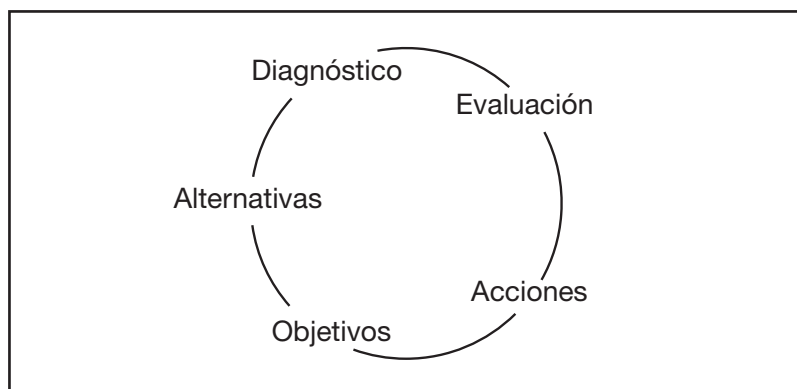 Diagnóstico
Evaluación
Alternativas
Acciones
Objetivos